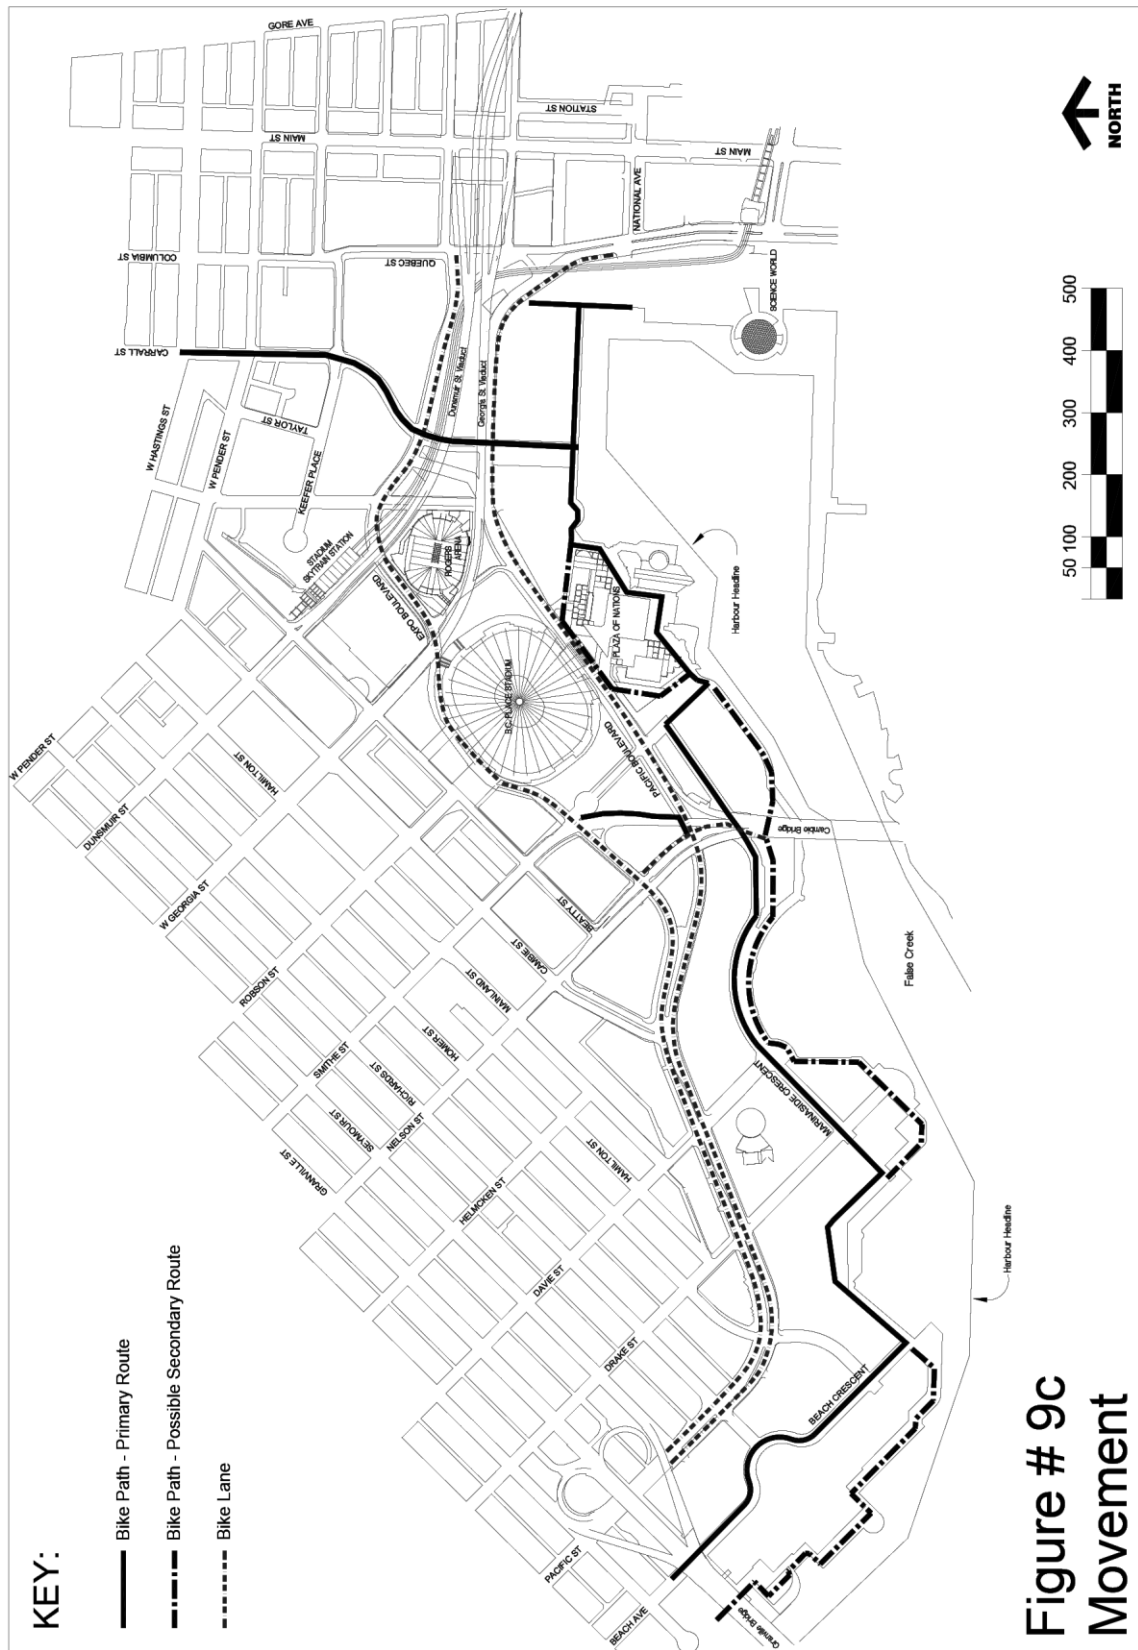 KEY:
Bike Path - Primary Route
Bike Path - Possible Secondary Route
Bike Lane
GORE AVE
STATION ST
MAIN ST
MAIN ST
NATIONAL AVE
COLUMBIA ST
QUEBEC ST
SCIENCE WORLD
CARRALL ST
Dunsmuir St. Viaduct
Georgia St. Viaduct
W HASTINGS ST
TAYLOR ST
W PENDER ST
KEEFER PLACE
STADIUM
SKYTRAIN STATION
ROGERS
ARENA
EXPO BOULEVARD
PLAZA OF NATIONS
Harbour Headline
B.C. PLACE STADIUM
PACIFIC BOULEVARD
W PENDER ST
HAMILTON ST
DUNSMUIR ST
Cambie Bridge
W GEORGIA ST
BEATTY ST
CAMBIE ST
MAINLAND ST
False Creek
ROBSON ST
HOMER ST
SMITHE ST
RICHARDS ST
MARINASIDE CRESCENT
SEYMOUR ST
NELSON ST
GRANVILLE ST
HAMILTON ST
HELMCKEN ST
DAVIE ST
Harbour Headline
DRAKE ST
BEACH CRESCENT
PACIFIC ST
BEACH AVE
Granville Bridge
NORTH
50 100 200 300 400 500
Figure # 9c
Movement